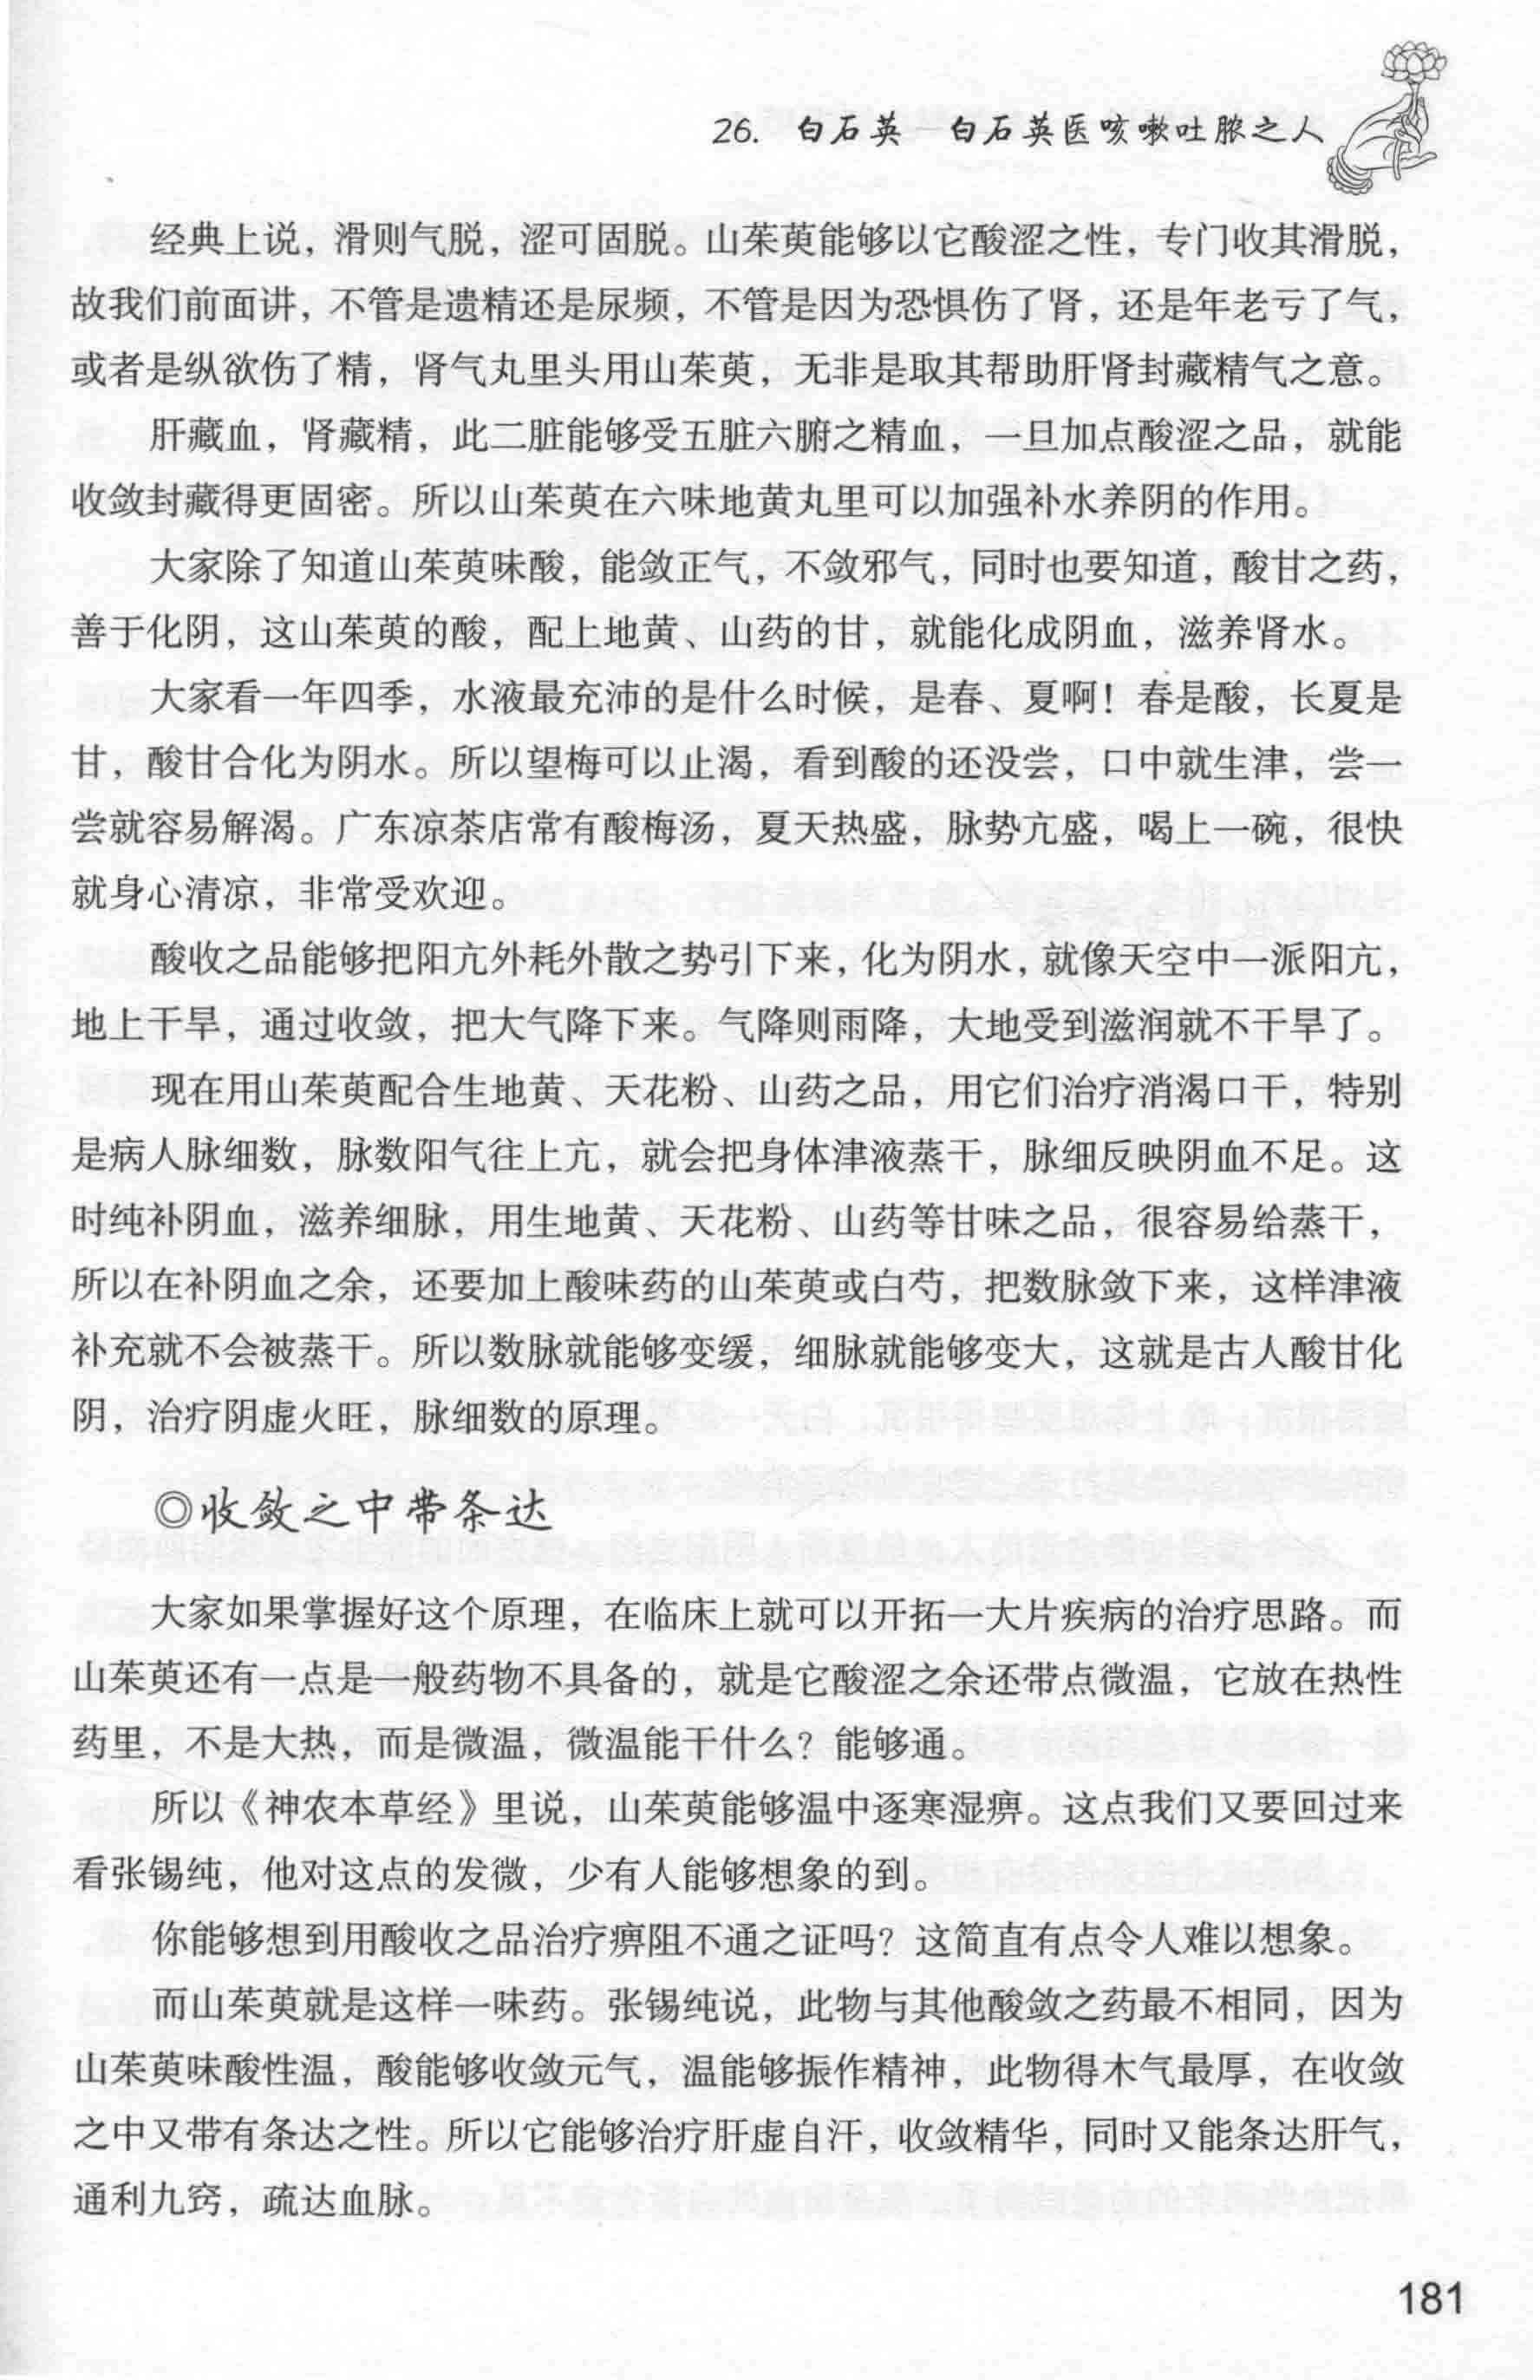 26. 白石英 白石英医咳嗽吐脓之人
经典上说，滑则气脱，涩可固脱。山茱萸能够以它酸涩之性，专门收其滑脱，
故我们前面讲，不管是遗精还是尿频，不管是因为恐惧伤了肾，还是年老亏了气，
或者是纵欲伤了精，肾气丸里头用山茱萸，无非是取其帮助肝肾封藏精气之意。
肝藏血，肾藏精，此二脏能够受五脏六腑之精血，一旦加点酸涩之品，就能
收敛封藏得更固密。所以山茱萸在六味地黄丸里可以加强补水养阴的作用。
大家除了知道山茱萸味酸，能敛正气，不敛邪气，同时也要知道，酸甘之药，
善于化阴，这山茱萸的酸，配上地黄、山药的甘，就能化成阴血，滋养肾水。
大家看一年四季，水液最充沛的是什么时候，是春、夏啊！春是酸，长夏是
甘，酸甘合化为阴水。所以望梅可以止渴，看到酸的还没尝，口中就生津，尝一
尝就容易解渴。广东凉茶店常有酸梅汤，夏天热盛，脉势亢盛，喝上一碗，很快
就身心清凉，非常受欢迎。
酸收之品能够把阳亢外耗外散之势引下来，化为阴水，就像天空中一派阳亢，
地上干旱，通过收敛，把大气降下来。气降则雨降，大地受到滋润就不干旱了。
现在用山茱萸配合生地黄、天花粉、山药之品，用它们治疗消渴口干，特别
是病人脉细数，脉数阳气往上亢，就会把身体津液蒸干，脉细反映阴血不足。这
时纯补阴血，滋养细脉，用生地黄、天花粉、山药等甘味之品，很容易给蒸干，
所以在补阴血之余，还要加上酸味药的山茱萸或白芍，把数脉敛下来，这样津液
补充就不会被蒸干。所以数脉就能够变缓，细脉就能够变大，这就是古人酸甘化
阴，治疗阴虚火旺，脉细数的原理。
◎收敛之中带条达
大家如果掌握好这个原理，在临床上就可以开拓一大片疾病的治疗思路。而
山茱萸还有一点是一般药物不具备的，就是它酸涩之余还带点微温，它放在热性
药里，不是大热，而是微温，微温能干什么？能够通。
所以《神农本草经》里说，山茱萸能够温中逐寒湿痹。这点我们又要回过来
看张锡纯，他对这点的发微，少有人能够想象的到。
你能够想到用酸收之品治疗痹阻不通之证吗？这简直有点令人难以想象。
而山茱萸就是这样一味药。张锡纯说，此物与其他酸敛之药最不相同，因为
山茱萸味酸性温，酸能够收敛元气，温能够振作精神，此物得木气最厚，在收敛
之中又带有条达之性。所以它能够治疗肝虚自汗，收敛精华，同时又能条达肝气，
通利九窍，疏达血脉。
181